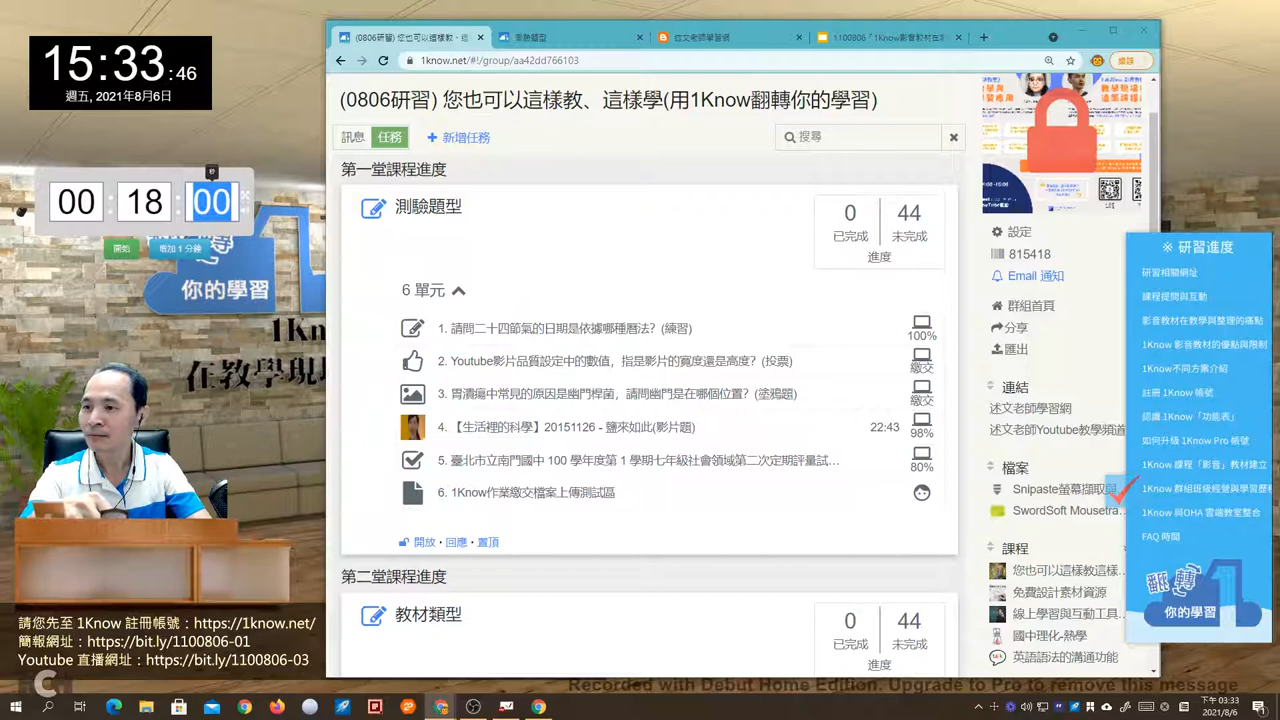 15:33:46
週五, 2021年8月6日
00 18 00
開始
增加 1 分鐘
你的學習
1Kn
在教學現
請您先至 1Know 註冊帳號：https://1know.net/
簡報網址：https://bit.ly/1100806-01
Youtube 直播網址：https://bit.ly/1100806-03
(0806研習) 您也可以這樣教、這
測驗題型
述文老師學習網
1100806「1Know影音教材在
1know.net/#!/group/aa42dd766103
(0806研習) 您也可以這樣教、這樣學(用1Know翻轉你的學習)
訊息
任務
+ 新增任務
搜尋
第一堂課程進度
測驗題型
0
已完成
44
未完成
進度
6 單元
1. 請問二十四節氣的日期是依據哪種曆法? (練習)
100%
2. Youtube影片品質設定中的數值，指是影片的寬度還是高度? (投票)
繳交
3. 胃潰瘍中常見的原因是幽門桿菌，請問幽門是在哪個位置? (塗鴉題)
繳交
4. 【生活裡的科學】20151126 - 鹽來如此(影片題)
22:43
98%
5. 臺北市立南門國中 100 學年度第 1 學期七年級社會領域第二次定期評量試…
80%
6. 1Know作業繳交檔案上傳測試區
開放・回應・置頂
第二堂課程進度
教材類型
0
已完成
44
未完成
進度
設定
815418
Email 通知
群組首頁
分享
匯出
連結
述文老師學習網
述文老師Youtube教學頻道
檔案
Snipaste螢幕擷取與
SwordSoft Mousetra…
課程
您也可以這樣教這樣…
免費設計素材資源
線上學習與互動工具…
國中理化-熱學
英語語法的溝通功能
※ 研習進度
研習相關網址
課程提問與互動
影音教材在教學與整理的痛點
1Know 影音教材的優點與限制
1Know不同方案介紹
註冊 1Know 帳號
認識 1Know「功能表」
如何升級 1Know Pro 帳號
1Know 課程「影音」教材建立
1Know 群組班級經營與學習歷程
1Know 與OHA 雲端教室整合
FAQ 時間
翻轉
你的學習
Recorded with Debut Home Edition. Upgrade to Pro to remove this message
下午 03:33
2021/8/6